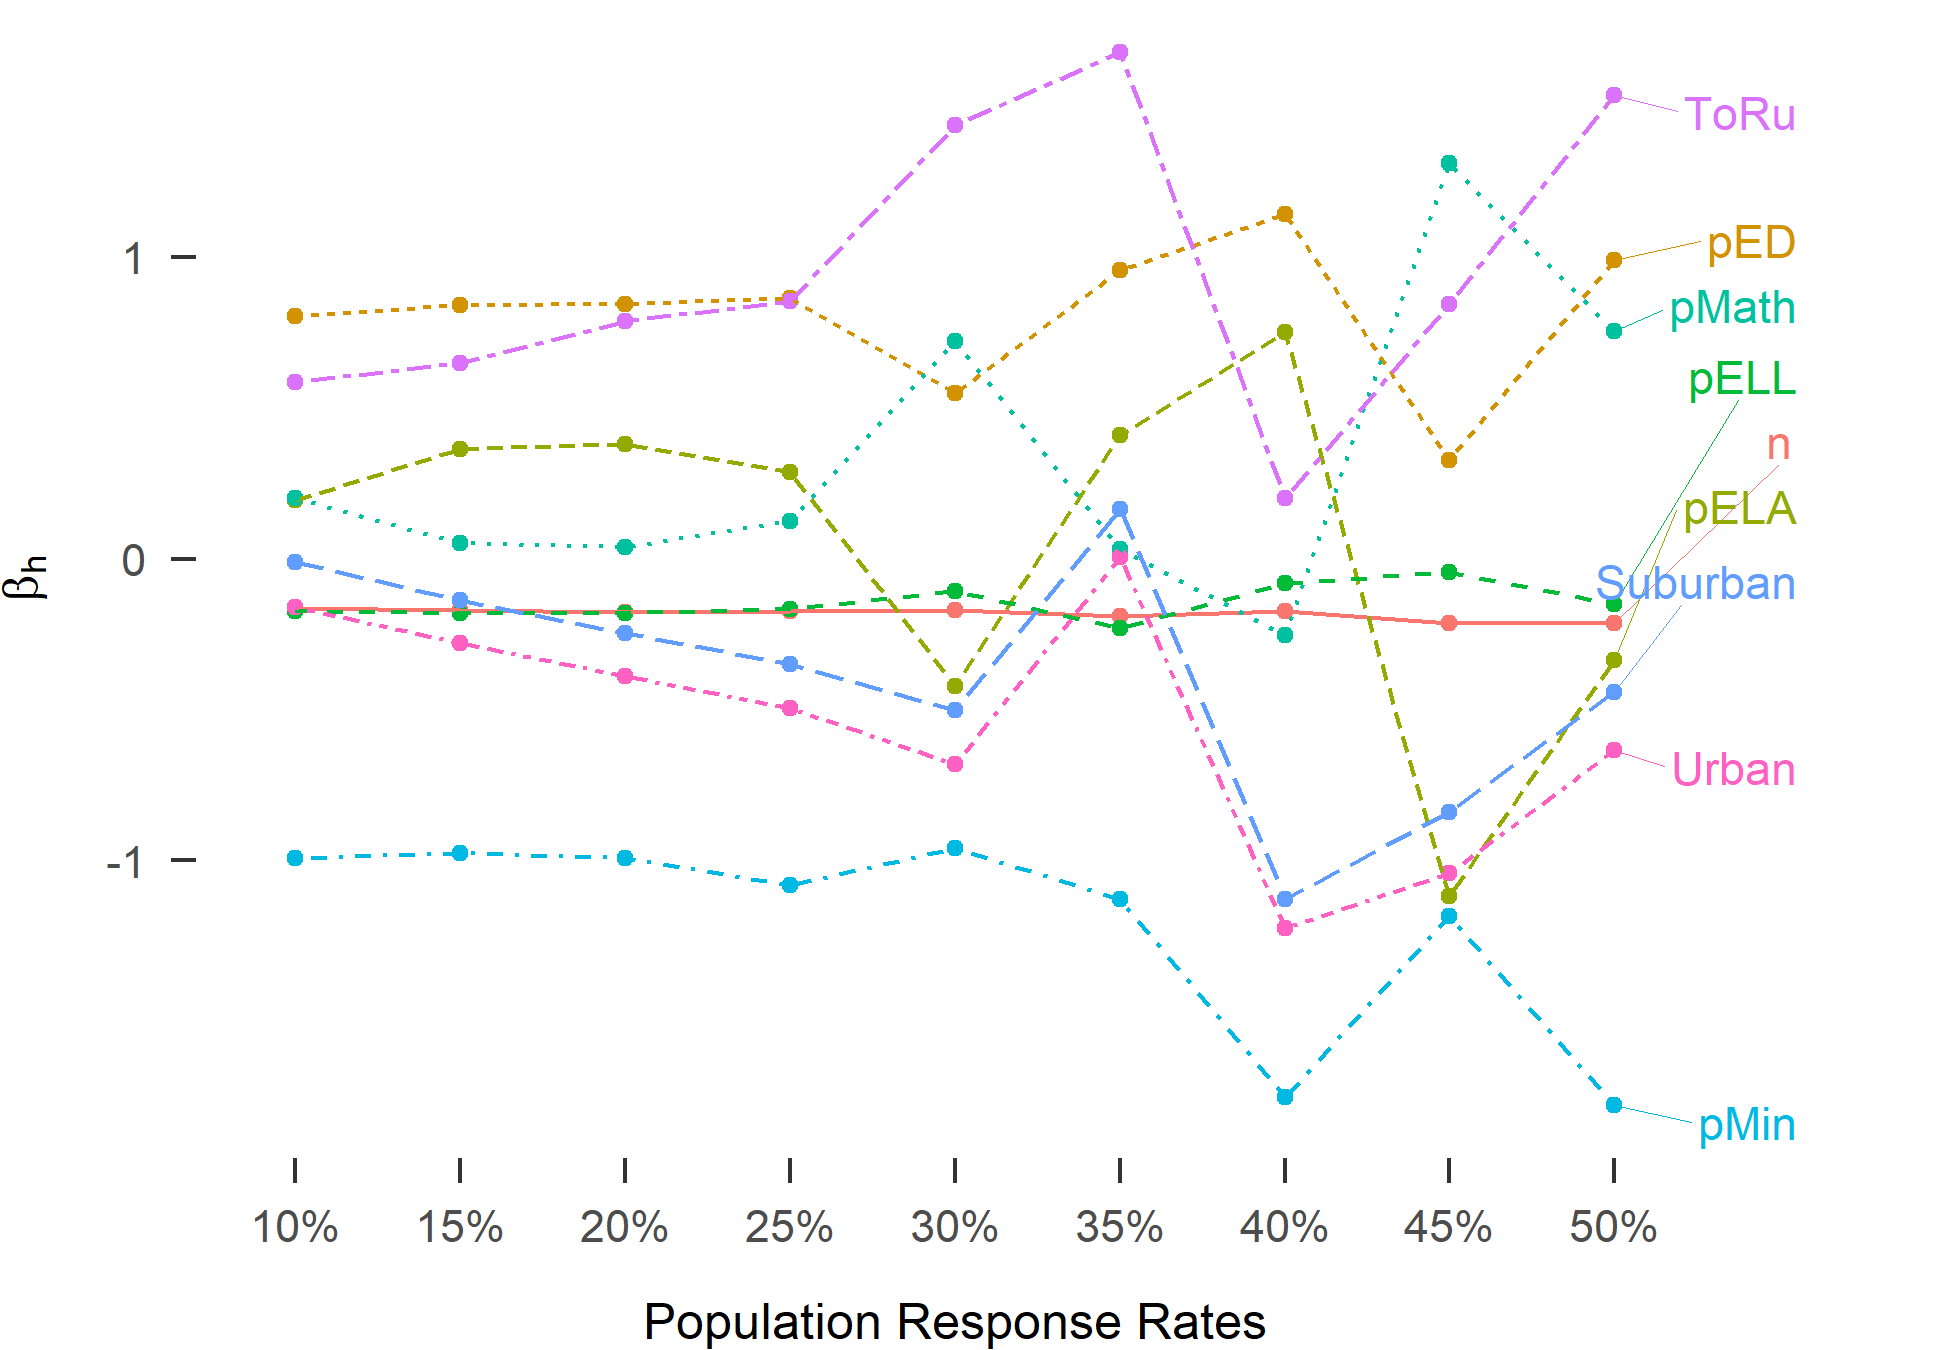 ToRu
1
pED
pMath
pELL
n
pELA
0
Suburban
βh
Urban
-1
pMin
10% 15% 20% 25% 30% 35% 40% 45% 50%
Population Response Rates